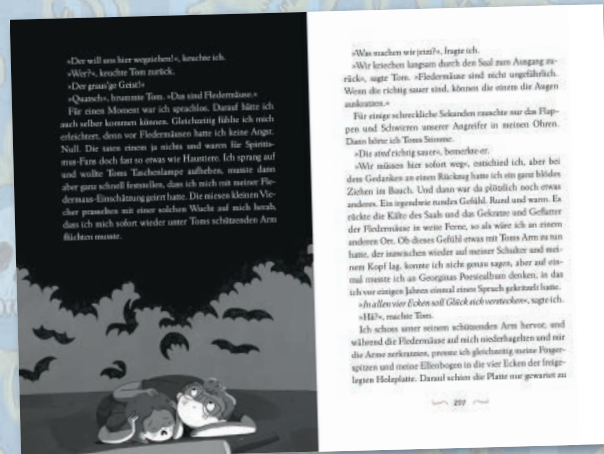 »Der will uns hier wegziehen!«, keuchte ich.
»Wer?«, keuchte Tom zurück.
»Der graus'ge Geist!«
»Quatsch«, brummte Tom. »Das sind Fledermäuse.«
Für einen Moment war ich sprachlos. Darauf hätte ich
auch selber kommen können. Gleichzeitig fühlte ich mich
erleichtert, denn vor Fledermäusen hatte ich keine Angst.
Null. Die taten einem ja nichts und waren für Spiritis-
mus-Fans doch fast so etwas wie Haustiere. Ich sprang auf
und wollte Toms Taschenlampe aufheben, musste dann
aber ganz schnell feststellen, dass ich mich mit meiner Fle-
dermaus-Einschätzung geirrt hatte. Die miesen kleinen Vie-
cher prasselten mit einer solchen Wucht auf mich herab,
dass ich mich sofort wieder unter Toms schützenden Arm
flüchten musste.
»Was machen wir jetzt?«, fragte ich.
»Wir kriechen langsam durch den Saal zum Ausgang zu-
rück«, sagte Tom. »Fledermäuse sind nicht ungefährlich.
Wenn die richtig sauer sind, können die einem die Augen
auskratzen.«
Für einige schreckliche Sekunden rauschte nur das Flap-
pen und Schwirren unserer Angreifer in meinen Ohren.
Dann hörte ich Toms Stimme.
»Die sind richtig sauer«, bemerkte er.
»Wir müssen hier sofort weg«, entschied ich, aber bei
dem Gedanken an einen Rückzug hatte ich ein ganz blödes
Ziehen im Bauch. Und dann war da plötzlich noch etwas
anderes. Ein irgendwie rundes Gefühl. Rund und warm. Es
rückte die Kälte des Saals und das Gekratze und Geflatter
der Fledermäuse in weite Ferne, so als wäre ich an einem
anderen Ort. Ob dieses Gefühl etwas mit Toms Arm zu tun
hatte, der inzwischen wieder auf meiner Schulter und mei-
nem Kopf lag, konnte ich nicht genau sagen, aber auf ein-
mal musste ich an Georginas Poesiealbum denken, in das
ich vor einigen Jahren einmal einen Spruch gekritzelt hatte.
»In allen vier Ecken soll Glück sich verstecken«, sagte ich.
»Hä?«, machte Tom.
Ich schoss unter seinem schützenden Arm hervor, und
während die Fledermäuse auf mich niederhagelten und mir
die Arme zerkratzten, presste ich gleichzeitig meine Finger-
spitzen und meine Ellenbogen in die vier Ecken der freige-
legten Holzplatte. Darauf schien die Platte nur gewartet zu
207